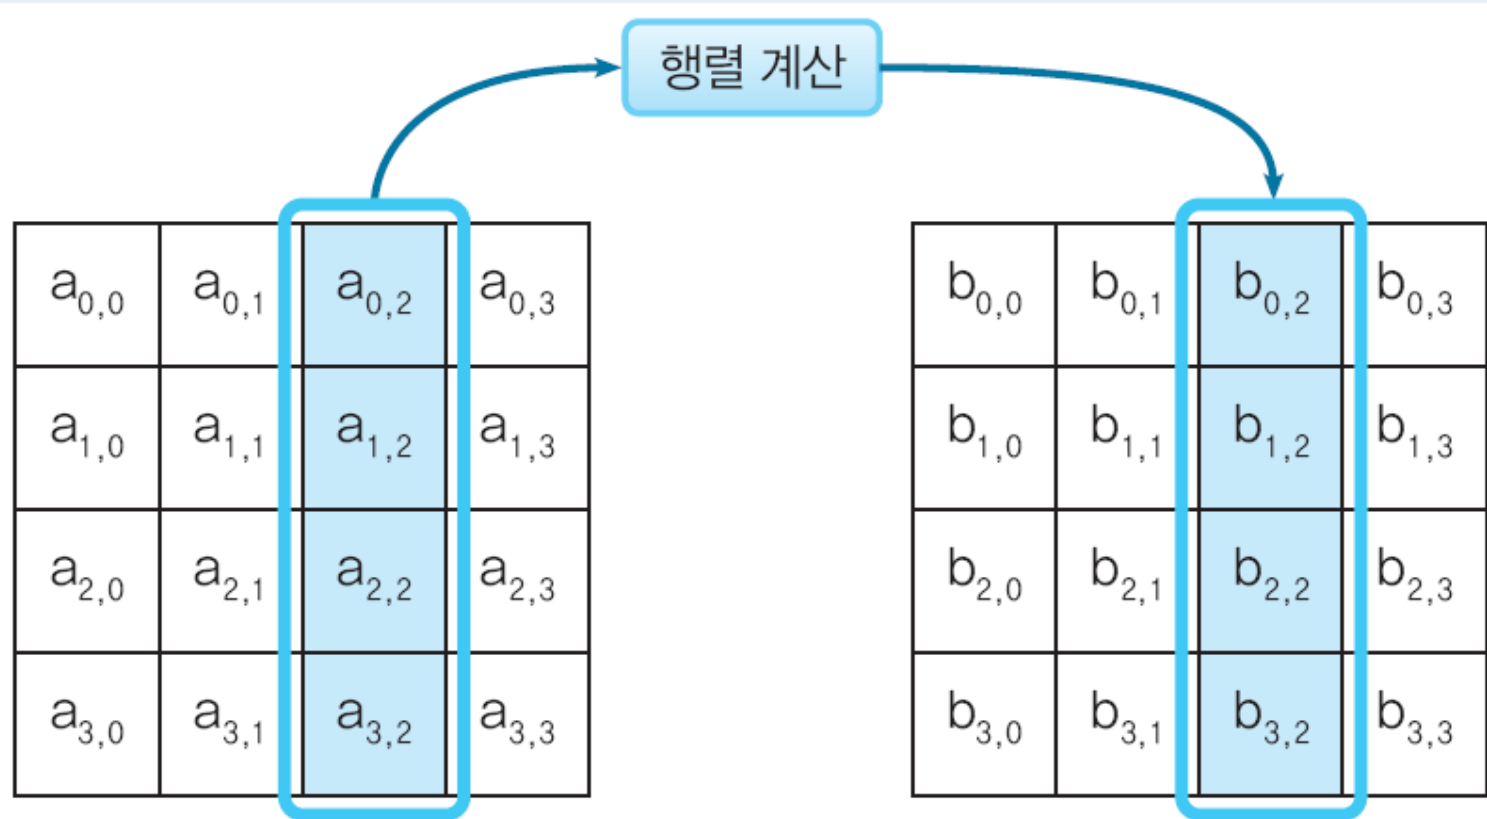 행렬 계산
a0,0 a0,1 a0,2 a0,3 b0,0 b0,1 b0,2 b0,3
a1,0 a1,1 a1,2 a1,3 b1,0 b1,1 b1,2 b1,3
a2,0 a2,1 a2,2 a2,3 b2,0 b2,1 b2,2 b2,3
a3,0 a3,1 a3,2 a3,3 b3,0 b3,1 b3,2 b3,3